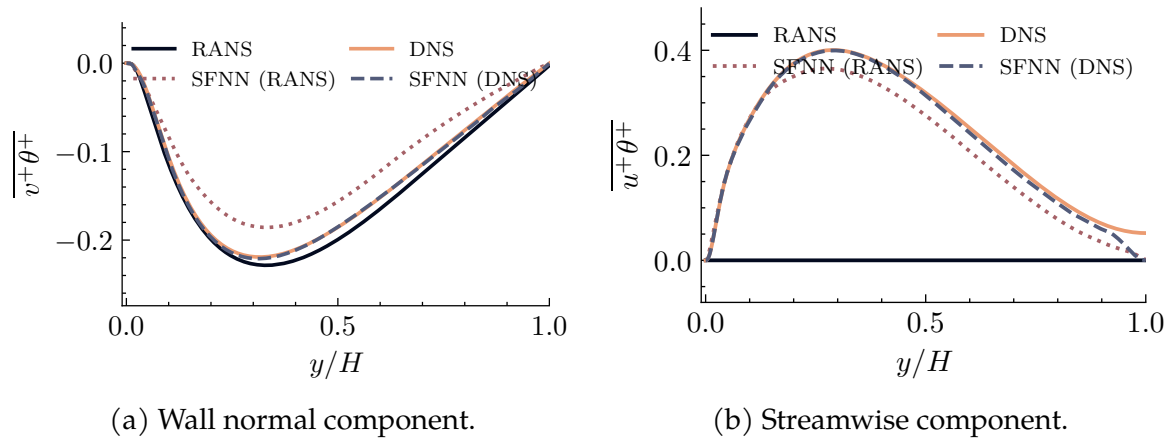 RANS DNS
SFNN (RANS) SFNN (DNS)
0.0
−0.1
−0.2
$\overline{v^+\theta^+}$
0.0 0.5 1.0
y/H
(a) Wall normal component.
RANS DNS
SFNN (RANS) SFNN (DNS)
0.4
0.2
0.0
$\overline{u^+\theta^+}$
0.0 0.5 1.0
y/H
(b) Streamwise component.